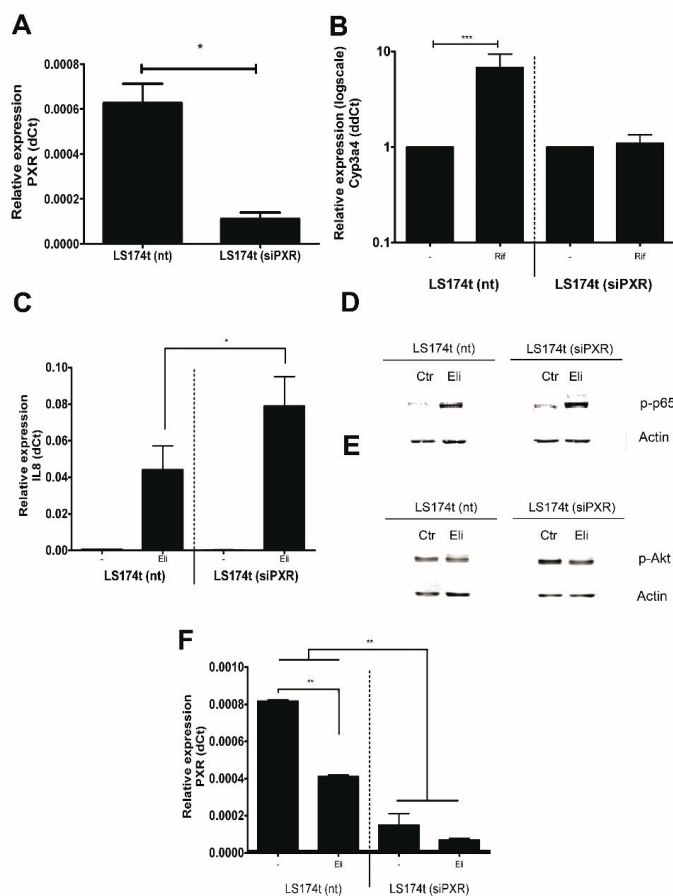 A
Relative expression
PXR (dCt)
0.0008
0.0006
0.0004
0.0002
0.0000
*
LS174t (nt)
LS174t (siPXR)
B
Relative expression (logscale)
Cyp3a4
(ddCt)
10
1
0.1
***
-
Rif
-
Rif
LS174t (nt)
LS174t (siPXR)
C
Relative expression
IL8 (dCt)
0.10
0.08
0.06
0.04
0.02
0.00
*
-
Eli
-
Eli
LS174t (nt)
LS174t (siPXR)
D
LS174t (nt)
LS174t (siPXR)
Ctr
Eli
Ctr
Eli
p-p65
Actin
E
LS174t (nt)
LS174t (siPXR)
Ctr
Eli
Ctr
Eli
p-Akt
Actin
F
Relative expression
PXR (dCt)
0.0010
0.0008
0.0006
0.0004
0.0002
0.0000
**
**
-
Eli
-
Eli
LS174t (nt)
LS174t (siPXR)